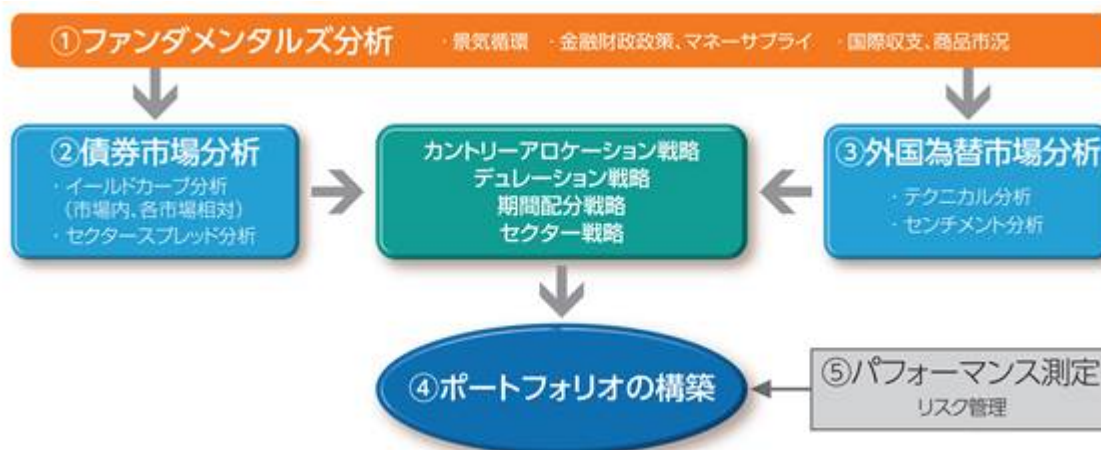 ①ファンダメンタルズ分析 ・景気循環 ・金融財政政策、マネーサプライ ・国際収支、商品市況
②債券市場分析
・イールドカーブ分析
（市場内、各市場相対）
・セクタースプレッド分析
カントリーアロケーション戦略
デュレーション戦略
期間配分戦略
セクター戦略
③外国為替市場分析
・テクニカル分析
・センチメント分析
④ポートフォリオの構築
⑤パフォーマンス測定
リスク管理